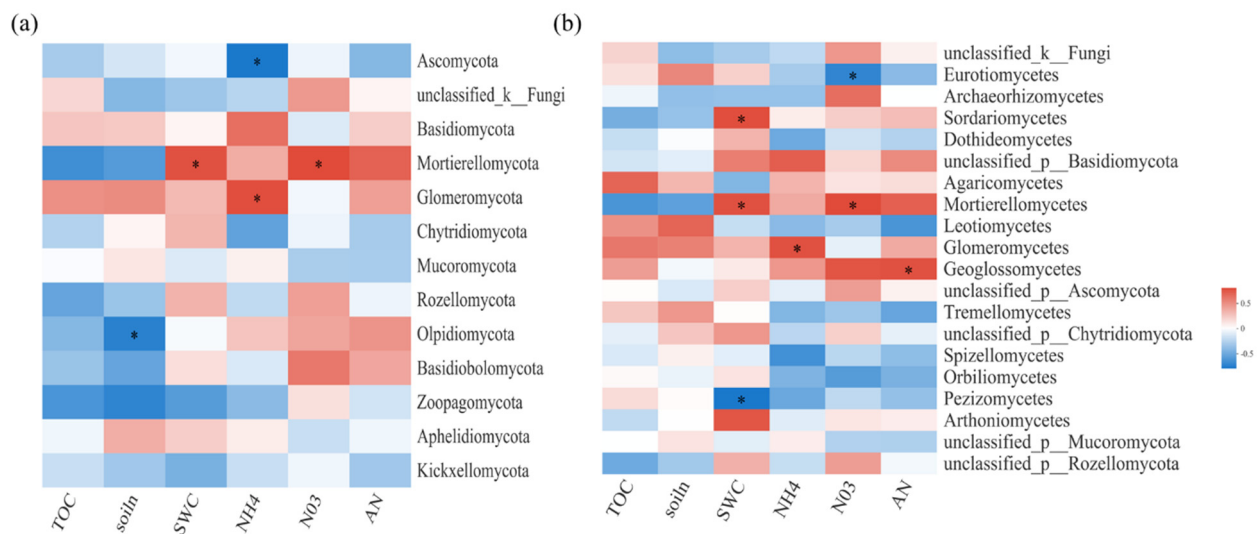 (a)
Ascomycota
unclassified_k__Fungi
Basidiomycota
Mortierellomycota
Glomeromycota
Chytridiomycota
Mucoromycota
Rozellomycota
Olpidiomycota
Basidiobolomycota
Zoopagomycota
Aphelidiomycota
Kickxellomycota
TOC soiln SWC NH4 N03 AN
(b)
unclassified_k__Fungi
Eurotiomycetes
Archaeorhizomycetes
Sordariomycetes
Dothideomycetes
unclassified_p__Basidiomycota
Agaricomycetes
Mortierellomycetes
Leotiomycetes
Glomeromycetes
Geoglossomycetes
unclassified_p__Ascomycota
Tremellomycetes
unclassified_p__Chytridiomycota
Spizellomycetes
Orbiliomycetes
Pezizomycetes
Arthoniomycetes
unclassified_p__Mucoromycota
unclassified_p__Rozellomycota
TOC soiln SWC NH4 N03 AN
0.5
0
-0.5